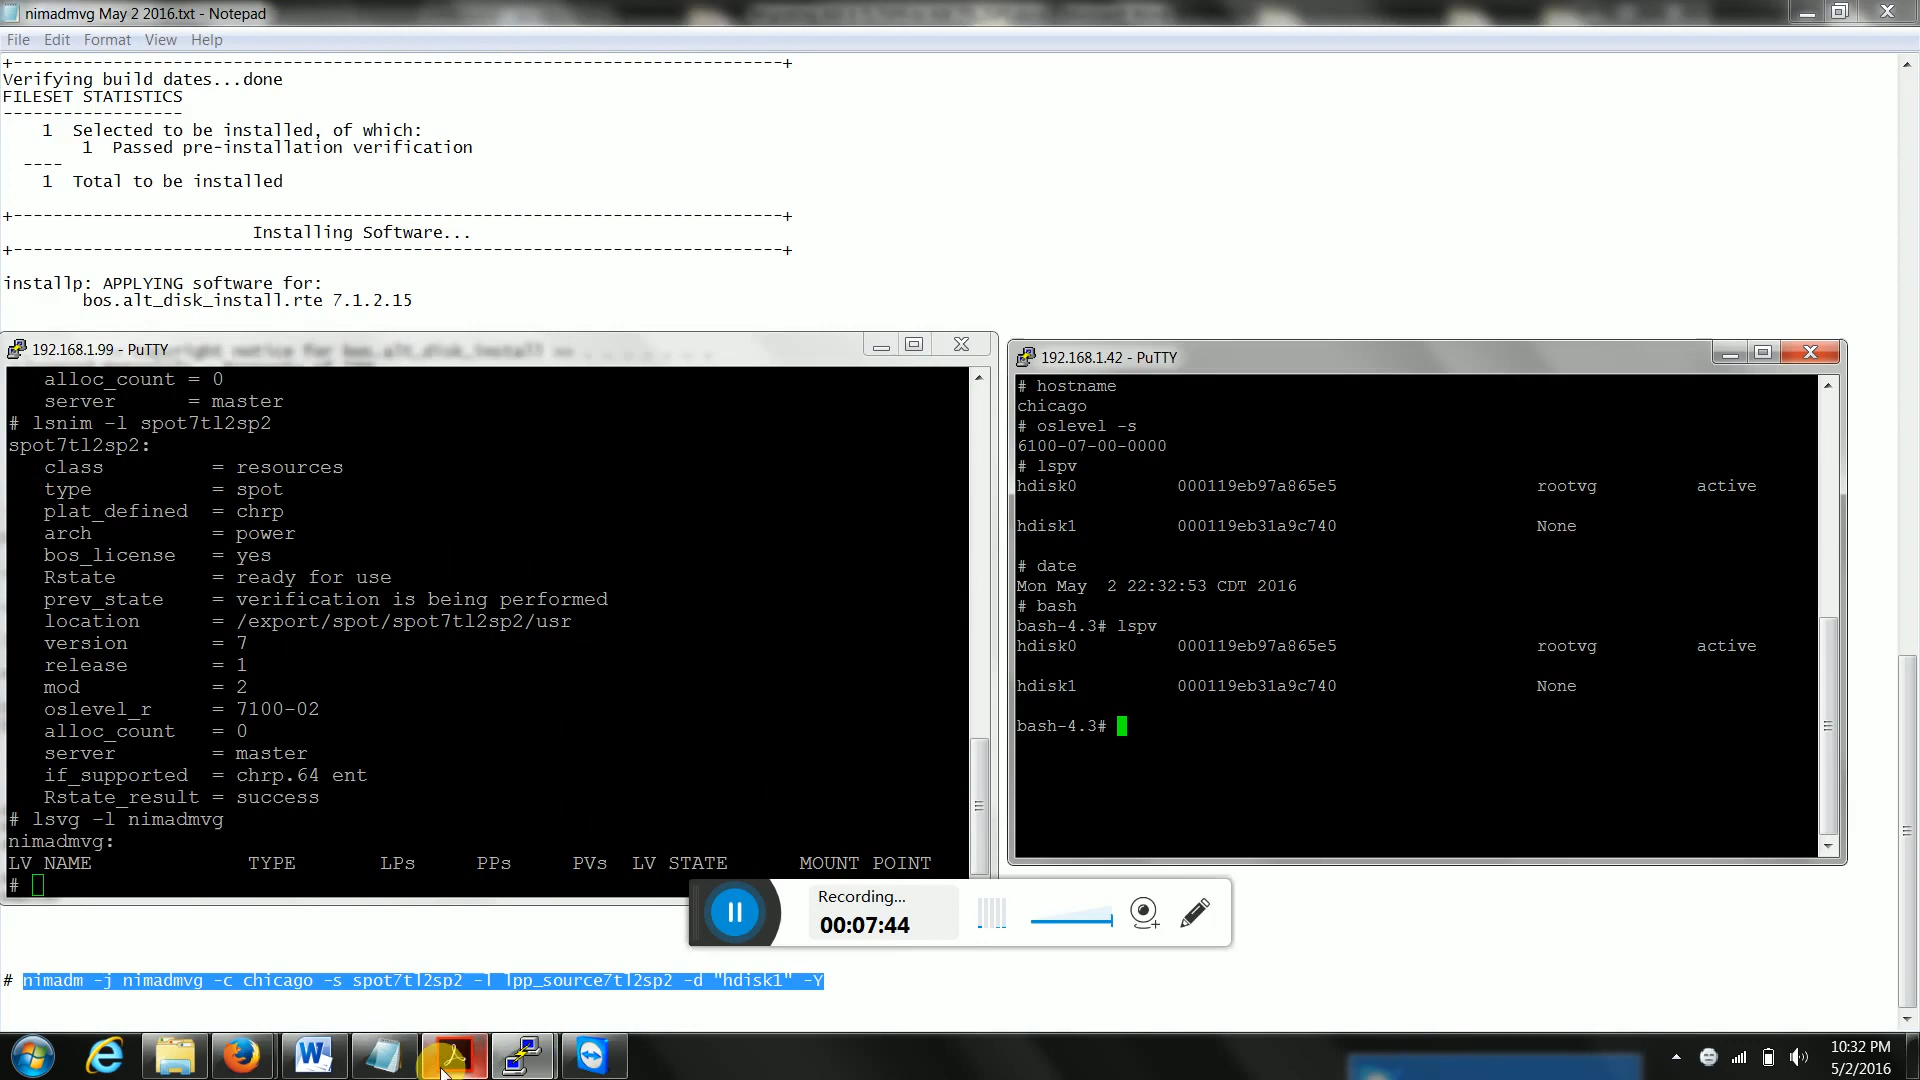 nimadmvg May 2 2016.txt - Notepad
File Edit Format View Help
+-----------------------------------------------------------------------------+
Verifying build dates...done
FILESET STATISTICS
------------------
1 Selected to be installed, of which:
1 Passed pre-installation verification
----
1 Total to be installed
+-----------------------------------------------------------------------------+
Installing Software...
+-----------------------------------------------------------------------------+
installp: APPLYING software for:
bos.alt_disk_install.rte 7.1.2.15
192.168.1.99 - PuTTY
alloc_count = 0
server = master
# lsnim -l spot7tl2sp2
spot7tl2sp2:
class = resources
type = spot
plat_defined = chrp
arch = power
bos_license = yes
Rstate = ready for use
prev_state = verification is being performed
location = /export/spot/spot7tl2sp2/usr
version = 7
release = 1
mod = 2
oslevel_r = 7100-02
alloc_count = 0
server = master
if_supported = chrp.64 ent
Rstate_result = success
# lsvg -l nimadmvg
nimadmvg:
LV NAME TYPE LPs PPs PVs LV STATE MOUNT POINT
#
192.168.1.42 - PuTTY
# hostname
chicago
# oslevel -s
6100-07-00-0000
# lspv
hdisk0 000119eb97a865e5 rootvg active
hdisk1 000119eb31a9c740 None
# date
Mon May 2 22:32:53 CDT 2016
# bash
bash-4.3# lspv
hdisk0 000119eb97a865e5 rootvg active
hdisk1 000119eb31a9c740 None
bash-4.3#
Recording...
00:07:44
# nimadm -j nimadmvg -c chicago -s spot7tl2sp2 -l lpp_source7tl2sp2 -d "hdisk1" -Y
10:32 PM
5/2/2016